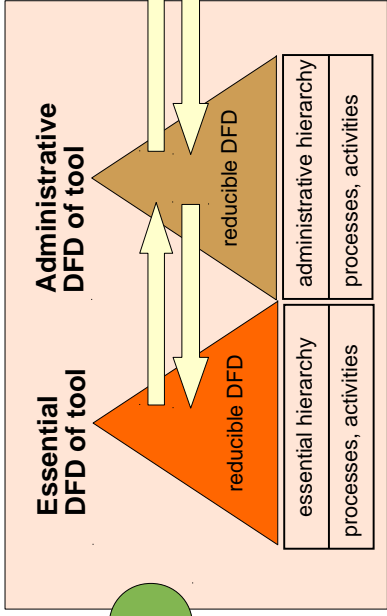 Essential
DFD of tool
reducible DFD
essential hierarchy
processes, activities
Administrative
DFD of tool
reducible DFD
administrative hierarchy
processes, activities